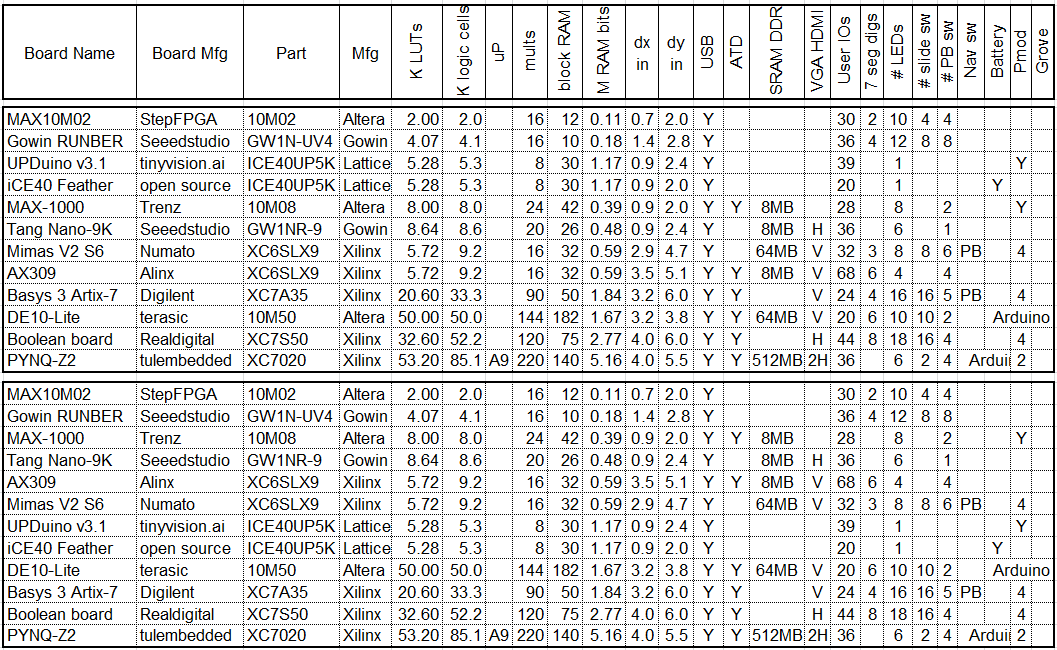 Board Name Board Mfg Part Mfg K LUTs K logic cells uP mults block RAM M RAM bits dx in dy in USB ATD SRAM DDR VGA HDMI User IOs 7 seg digs # LEDs # slide sw # PB sw Nav sw Battery Pmod Grove
MAX10M02 StepFPGA 10M02 Altera 2.00 2.0 16 12 0.11 0.7 2.0 Y 30 2 10 4 4
Gowin RUNBER Seeedstudio GW1N-UV4 Gowin 4.07 4.1 16 10 0.18 1.4 2.8 Y 36 4 12 8 8
UPDuino v3.1 tinyvision.ai ICE40UP5K Lattice 5.28 5.3 8 30 1.17 0.9 2.4 Y 39 1 Y
iCE40 Feather open source ICE40UP5K Lattice 5.28 5.3 8 30 1.17 0.9 2.0 Y 20 1 Y
MAX-1000 Trenz 10M08 Altera 8.00 8.0 24 42 0.39 0.9 2.0 Y Y 8MB 28 8 2 Y
Tang Nano-9K Seeedstudio GW1NR-9 Gowin 8.64 8.6 20 26 0.48 0.9 2.4 Y 8MB H 36 6 1
Mimas V2 S6 Numato XC6SLX9 Xilinx 5.72 9.2 16 32 0.59 2.9 4.7 Y 64MB V 32 3 8 8 6 PB 4
AX309 Alinx XC6SLX9 Xilinx 5.72 9.2 16 32 0.59 3.5 5.1 Y Y 8MB V 68 6 4 4
Basys 3 Artix-7 Digilent XC7A35 Xilinx 20.60 33.3 90 50 1.84 3.2 6.0 Y Y V 24 4 16 16 5 PB 4
DE10-Lite terasic 10M50 Altera 50.00 50.0 144 182 1.67 3.2 3.8 Y Y 64MB V 20 6 10 10 2 Arduino
Boolean board Realdigital XC7S50 Xilinx 32.60 52.2 120 75 2.77 4.0 6.0 Y Y H 44 8 18 16 4 4
PYNQ-Z2 tulembedded XC7020 Xilinx 53.20 85.1 A9 220 140 5.16 4.0 5.5 Y Y 512MB 2H 36 6 2 4 Ardui 2
MAX10M02 StepFPGA 10M02 Altera 2.00 2.0 16 12 0.11 0.7 2.0 Y 30 2 10 4 4
Gowin RUNBER Seeedstudio GW1N-UV4 Gowin 4.07 4.1 16 10 0.18 1.4 2.8 Y 36 4 12 8 8
MAX-1000 Trenz 10M08 Altera 8.00 8.0 24 42 0.39 0.9 2.0 Y Y 8MB 28 8 2 Y
Tang Nano-9K Seeedstudio GW1NR-9 Gowin 8.64 8.6 20 26 0.48 0.9 2.4 Y 8MB H 36 6 1
AX309 Alinx XC6SLX9 Xilinx 5.72 9.2 16 32 0.59 3.5 5.1 Y Y 8MB V 68 6 4 4
Mimas V2 S6 Numato XC6SLX9 Xilinx 5.72 9.2 16 32 0.59 2.9 4.7 Y 64MB V 32 3 8 8 6 PB 4
UPDuino v3.1 tinyvision.ai ICE40UP5K Lattice 5.28 5.3 8 30 1.17 0.9 2.4 Y 39 1 Y
iCE40 Feather open source ICE40UP5K Lattice 5.28 5.3 8 30 1.17 0.9 2.0 Y 20 1 Y
DE10-Lite terasic 10M50 Altera 50.00 50.0 144 182 1.67 3.2 3.8 Y Y 64MB V 20 6 10 10 2 Arduino
Basys 3 Artix-7 Digilent XC7A35 Xilinx 20.60 33.3 90 50 1.84 3.2 6.0 Y Y V 24 4 16 16 5 PB 4
Boolean board Realdigital XC7S50 Xilinx 32.60 52.2 120 75 2.77 4.0 6.0 Y Y H 44 8 18 16 4 4
PYNQ-Z2 tulembedded XC7020 Xilinx 53.20 85.1 A9 220 140 5.16 4.0 5.5 Y Y 512MB 2H 36 6 2 4 Ardui 2